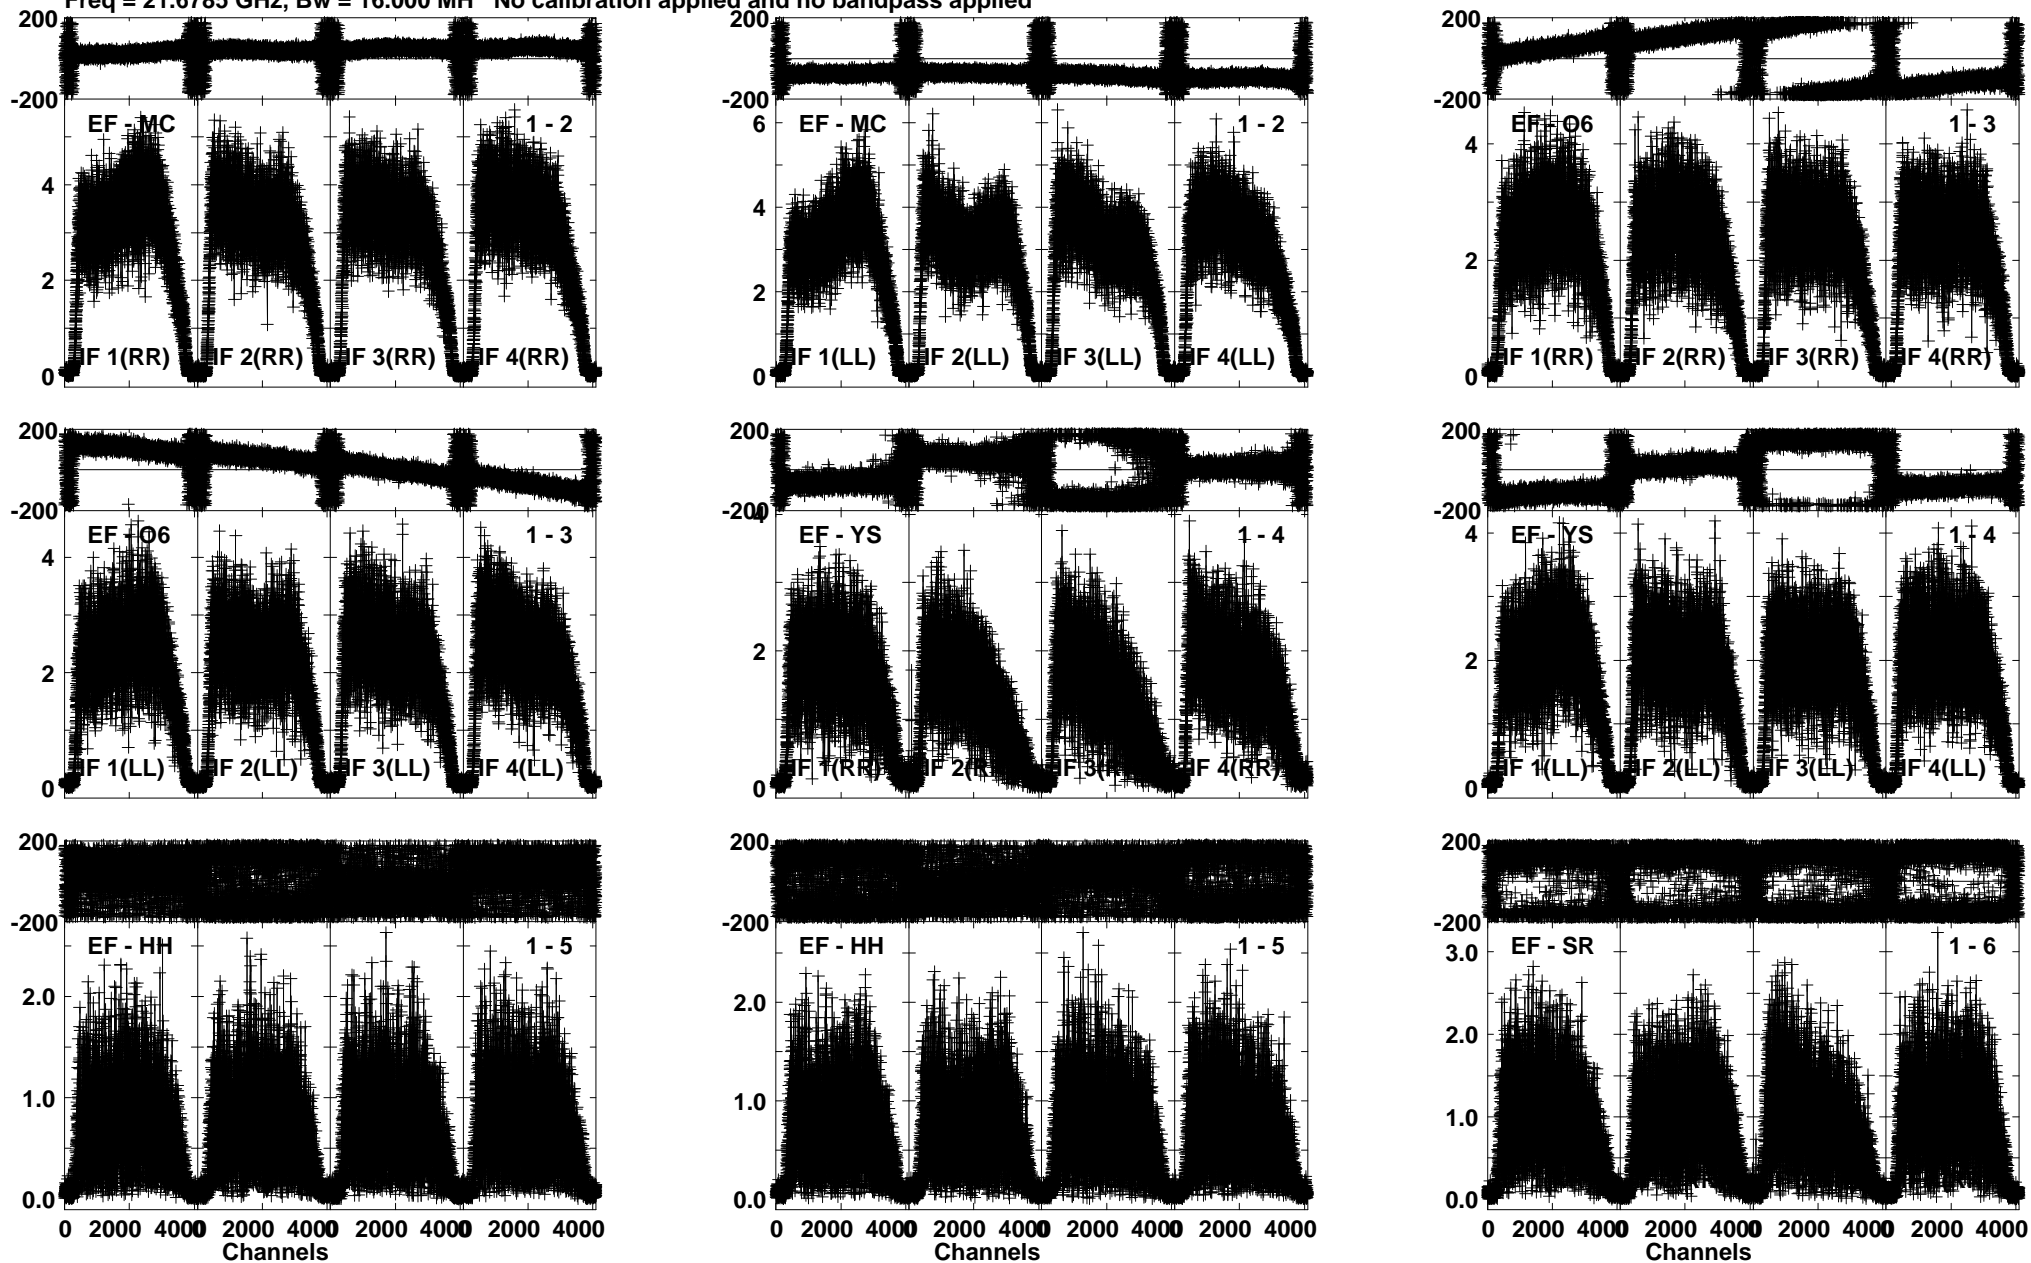 Freq = 21.6785 GHz, Bw = 16.000 MH No calibration applied and no bandpass applied
200 200 200
-200 -200 -200
EF - MC 1 - 2 EF - MC 1 - 2 EF - O6 1 - 3
6
4 4 4
2 2 2
IF 1(RR) IF 2(RR) IF 3(RR) IF 4(RR) IF 1(LL) IF 2(LL) IF 3(LL) IF 4(LL) IF 1(RR) IF 2(RR) IF 3(RR) IF 4(RR)
0 0 0
200 200 200
-200 -200 -200
4
EF - O6 1 - 3 EF - YS 1 - 4 EF - YS 1 - 4
4 4
2 2 2
IF 1(LL) IF 2(LL) IF 3(LL) IF 4(LL) IF 1(RR) IF 3( IF 4(RR) IF 1(LL) IF 2(LL) IF 3(LL) IF 4(LL)
0 0 0
200 200 200
-200 -200 -200
EF - HH 1 - 5 EF - HH 1 - 5 EF - SR 1 - 6
3.0
2.0 2.0 2.0
1.0 1.0 1.0
0.0 0.0 0.0
0 2000 4000 0 2000 4000 0 2000 4000 0 2000 4000 0 2000 4000 0 2000 4000 0 2000 4000 0 2000 4000 0 2000 4000 0 2000 4000 0 2000 4000 0 2000 4000
Channels Channels Channels